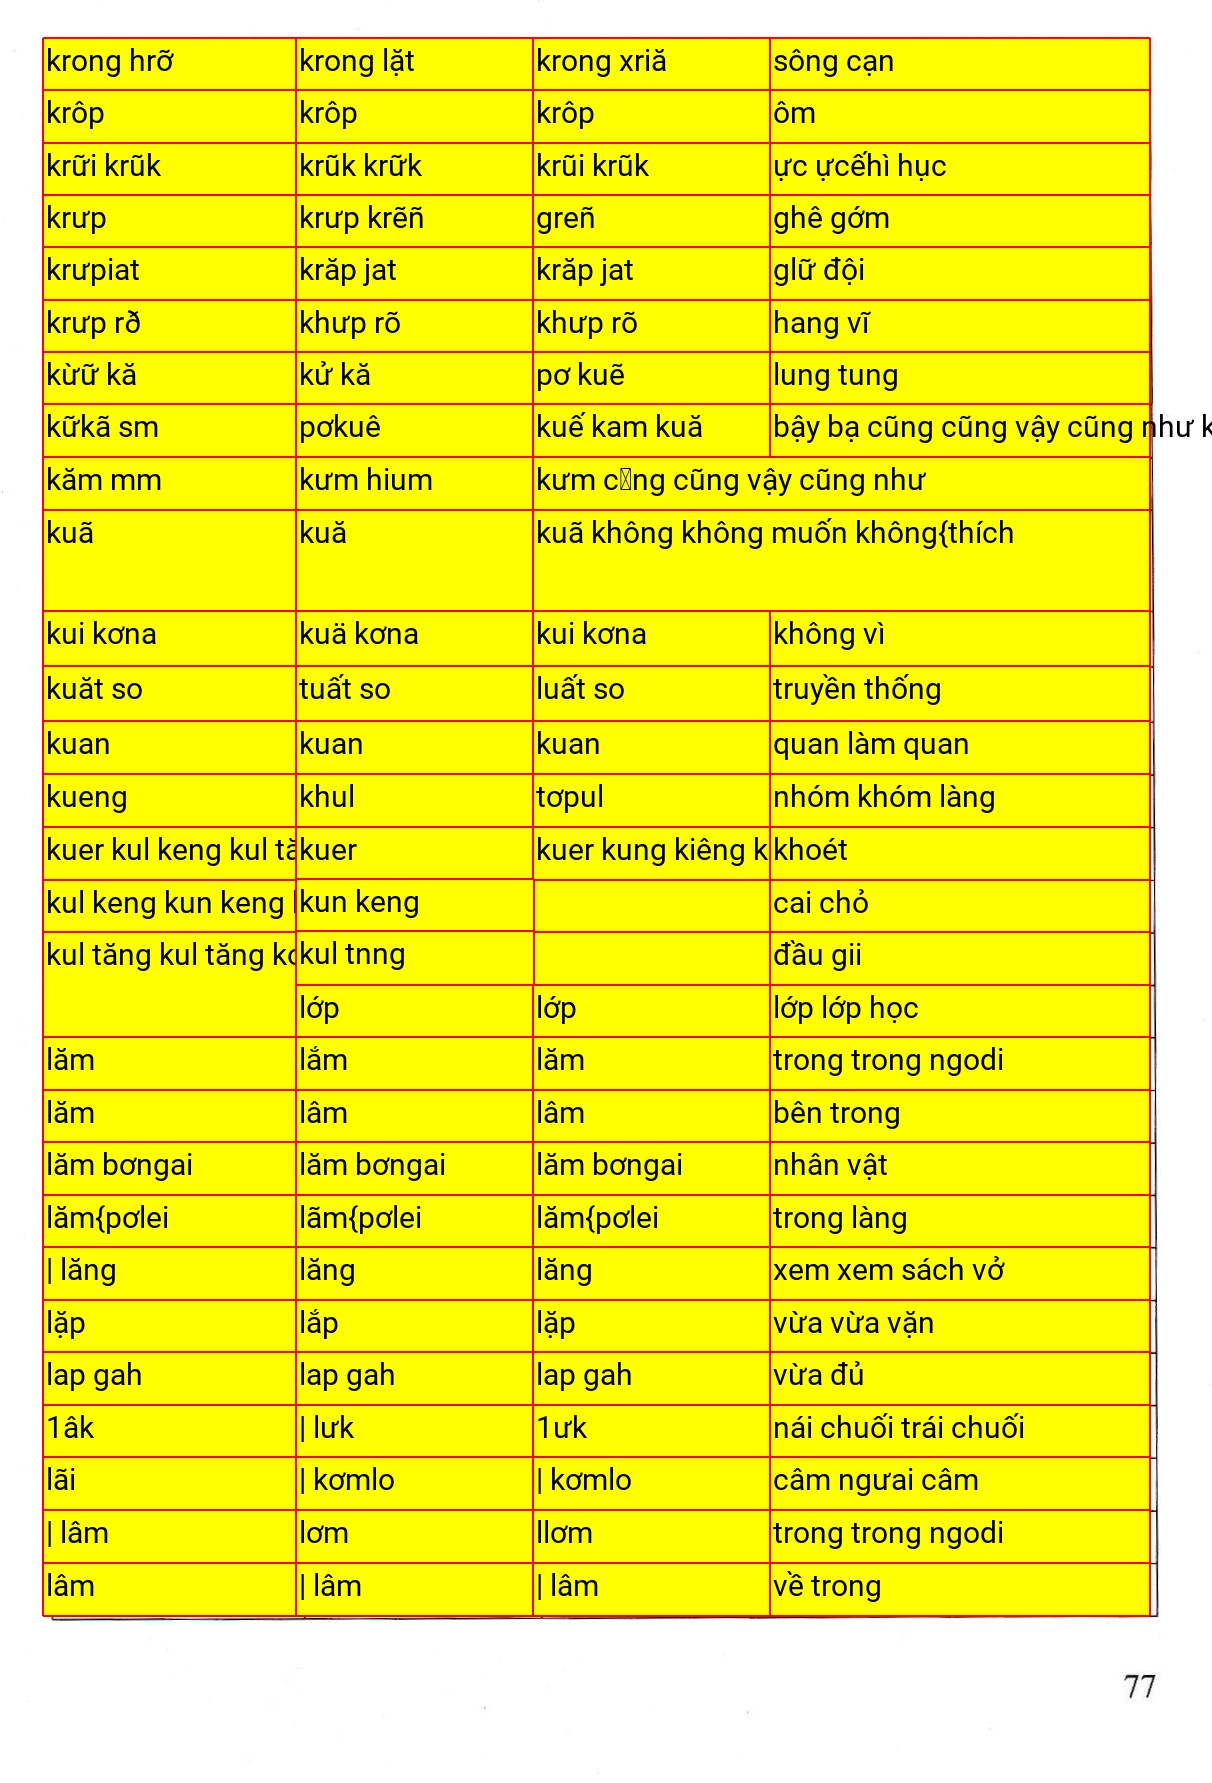 krong hrỡ krong lặt krong xriă sông cạn
krôp krôp krôp ôm
krữi krũk krũk krữk krũi krũk ực ựcếhì hục
krưp krưp krẽñ greñ ghê gớm
krưpiat krăp jat krăp jat glữ đội
krưp rð khưp rõ khưp rõ hang vĩ
kừữ kă kử kă pơ kuẽ lung tung
kữkã sm pơkuê kuế kam kuă bậy bạ cũng cũng vậy cũng như
kăm mm kưm hium kưm cng cũng vậy cũng như
kuã kuă kuã không không muốn không{thích
kui kơna kuä kơna kui kơna không vì
kuăt so tuất so luất so truyền thống
kuan kuan kuan quan làm quan
kueng khul tơpul nhóm khóm làng
kuer kul keng kul kuer kuer kung kiêng khoét
kul keng kun keng kun keng cai chỏ
kul tăng kul tăng kul tnng đầu gii
lớp lớp lớp lớp học
lăm lắm lăm trong trong ngodi
lăm lâm lâm bên trong
lăm bơngai lăm bơngai lăm bơngai nhân vật
lăm{pơlei lãm{pơlei lăm{pơlei trong làng
| lăng lăng lăng xem xem sách vở
lặp lắp lặp vừa vừa vặn
lap gah lap gah lap gah vừa đủ
1âk | lưk 1ưk nái chuối trái chuối
lãi | kơmlo | kơmlo câm ngưai câm
| lâm lơm llơm trong trong ngodi
lâm | lâm | lâm về trong
77